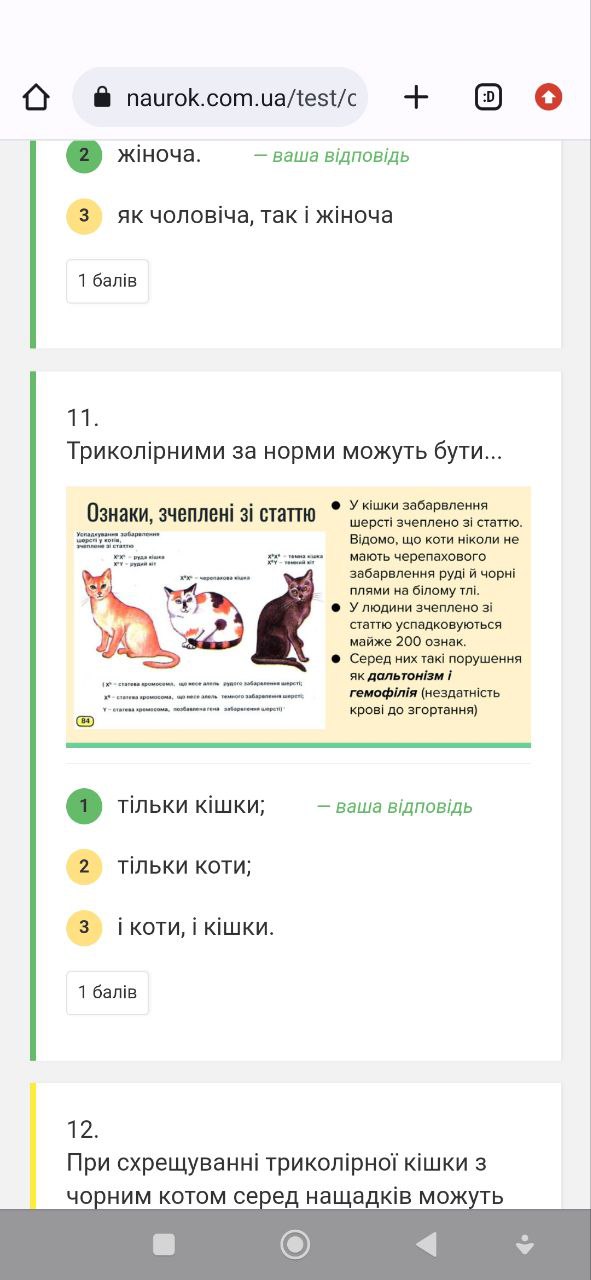 naurok.com.ua/test/c
:D
2 жіноча. — ваша відповідь
3 як чоловіча, так і жіноча
1 балів
11.
Триколірними за норми можуть бути...
Ознаки, зчеплені зі статтю
Успадкування забарвлення
шерсті у котів,
зчеплене зі статтю
– руда кішка
– рудий кіт
– черепахова кішка
– темна кішка
– темний кіт
– статева хромосома, що несе алель рудого забарвлення шерсті;
– статева хромосома, що несе алель темного забарвлення шерсті;
Y – статева хромосома, позбавлена гена забарвлення шерсті)
84
● У кішки забарвлення
шерсті зчеплено зі статтю.
Відомо, що коти ніколи не
мають черепахового
забарвлення руді й чорні
плями на білому тлі.
● У людини зчеплено зі
статтю успадковуються
майже 200 ознак.
● Серед них такі порушення
як дальтонізм і
гемофілія (нездатність
крові до згортання)
1 тільки кішки; — ваша відповідь
2 тільки коти;
3 і коти, і кішки.
1 балів
12.
При схрещуванні триколірної кішки з
чорним котом серед нащадків можуть